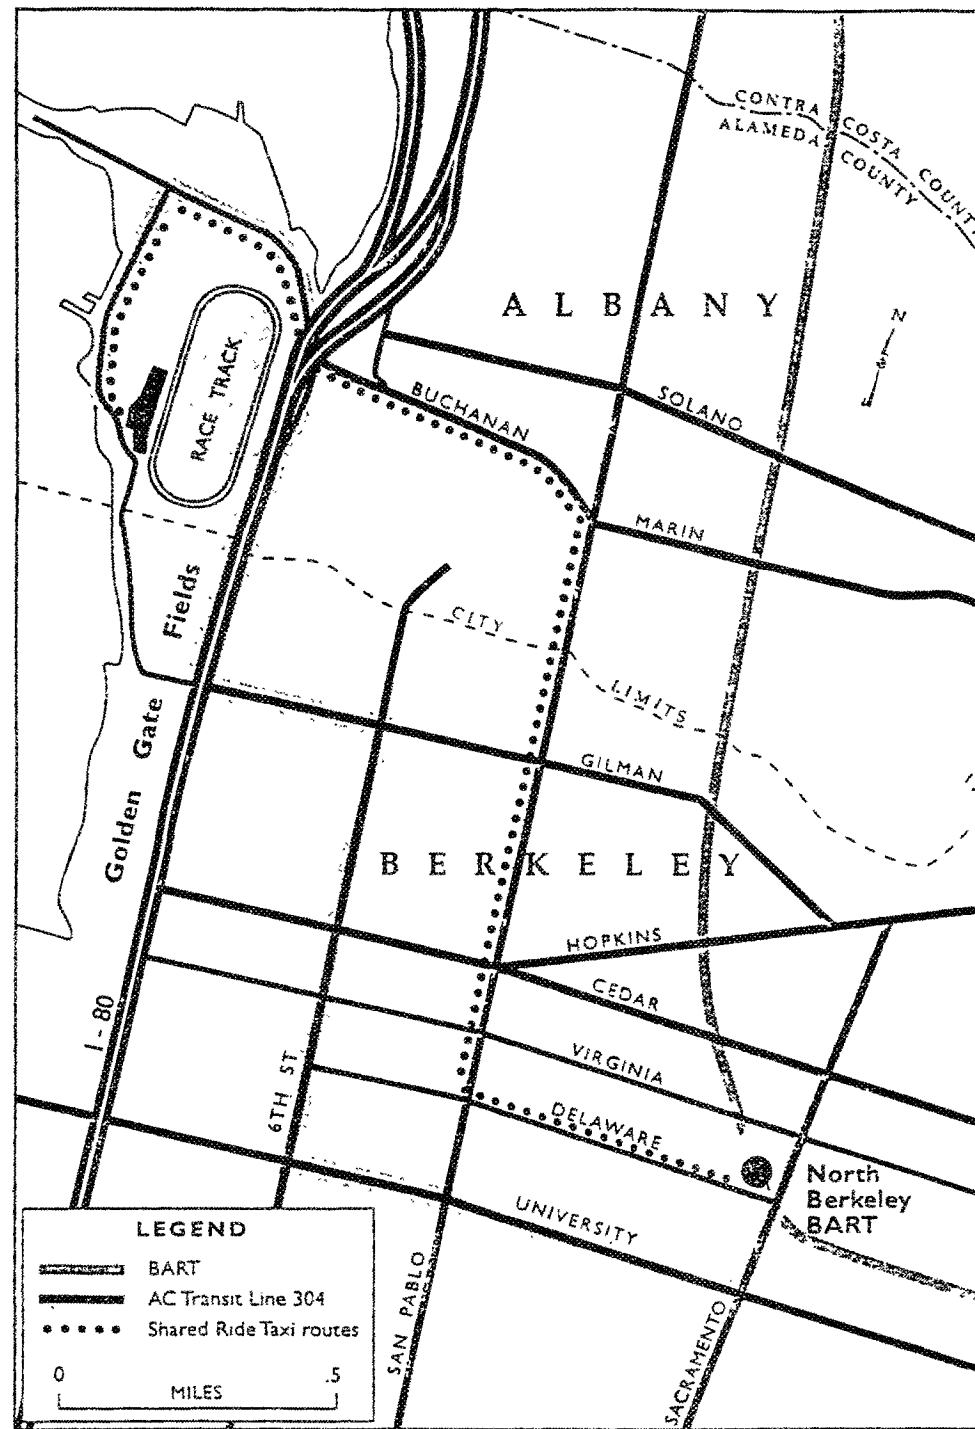 CONTRA COSTA COUNTY
ALAMEDA COUNTY
ALBANY
N
RACE TRACK
BUCHANAN
SOLANO
MARIN
Golden Gate Fields
CITY LIMITS
GILMAN
BERKELEY
HOPKINS
CEDAR
I-80
VIRGINIA
6TH ST
DELAWARE
North
Berkeley
BART
UNIVERSITY
SAN PABLO
SACRAMENTO
LEGEND
BART
AC Transit Line 304
Shared Ride Taxi routes
0 .5
MILES